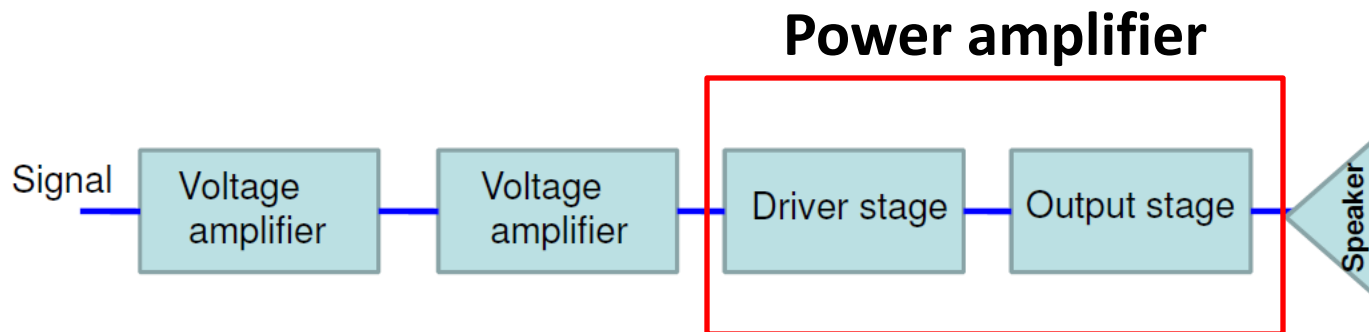 Power amplifier
Signal
Voltage
amplifier
Voltage
amplifier
Driver stage
Output stage
Speaker